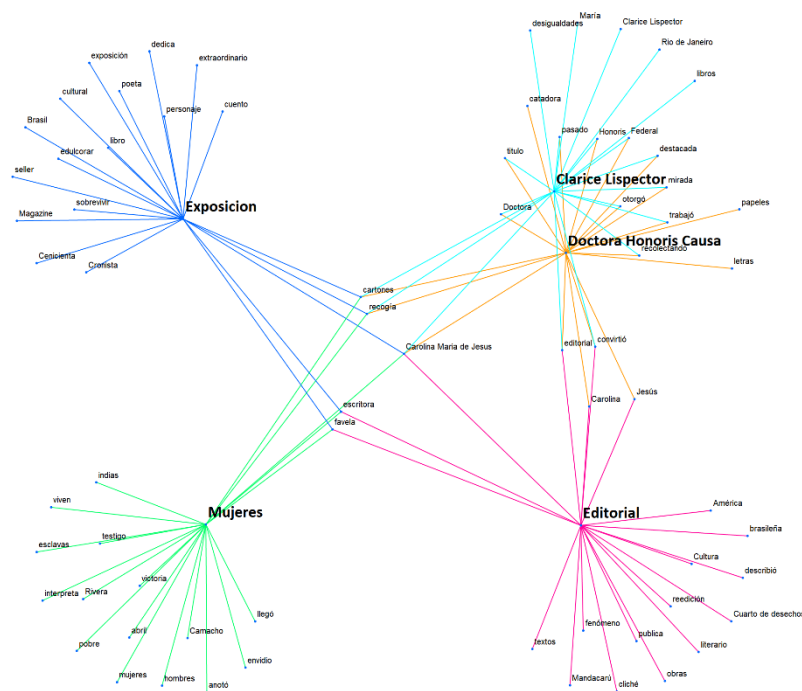 María
desigualdades
Clarice Lispector
dedica
Rio de Janeiro
exposición
extraordinario
libros
poeta
cultural
catadora
personaje
cuento
Brasil
pasado
Honoris
Federal
libro
edulcorar
titulo
destacada
seller
Clarice Lispector
mirada
sobrevivir
Exposicion
otorgó
papeles
Magazine
Doctora
trabajó
Doctora Honoris Causa
recolectando
Cenicienta
Cronista
letras
cartones
recogía
Carolina Maria de Jesus
editorial
convirtió
Jesús
escritora
Carolina
favela
indias
viven
Mujeres
Editorial
América
brasileña
testigo
esclavas
Cultura
describió
victoria
interpreta
Rivera
reedición
llegó
Cuarto de desechos
fenómeno
abril
Camacho
publica
pobre
textos
literario
envidio
mujeres
hombres
anotó
Mandacarú
cliché
obras